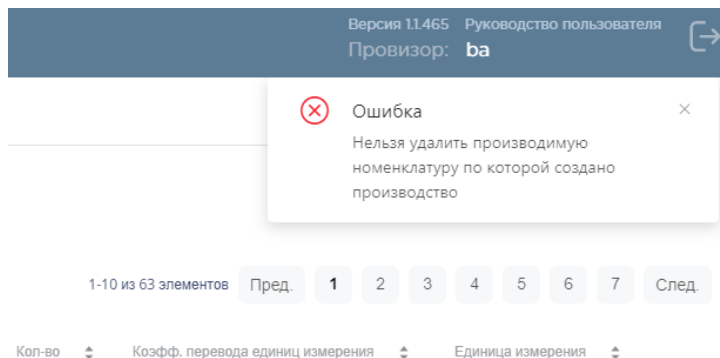 Версия 1.1.465 Руководство пользователя
Провизор: ba
Ошибка
Нельзя удалить производимую
номенклатуру по которой создано
производство
1-10 из 63 элементов Пред. 1 2 3 4 5 6 7 След.
Кол-во Коэфф. перевода единиц измерения Единица измерения